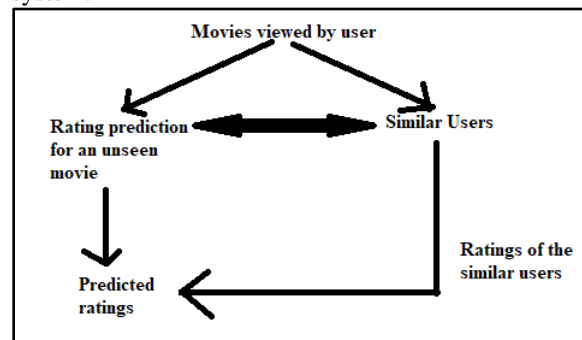 Movies viewed by user
Rating prediction
for an unseen
movie
Similar Users
Ratings of the
similar users
Predicted
ratings